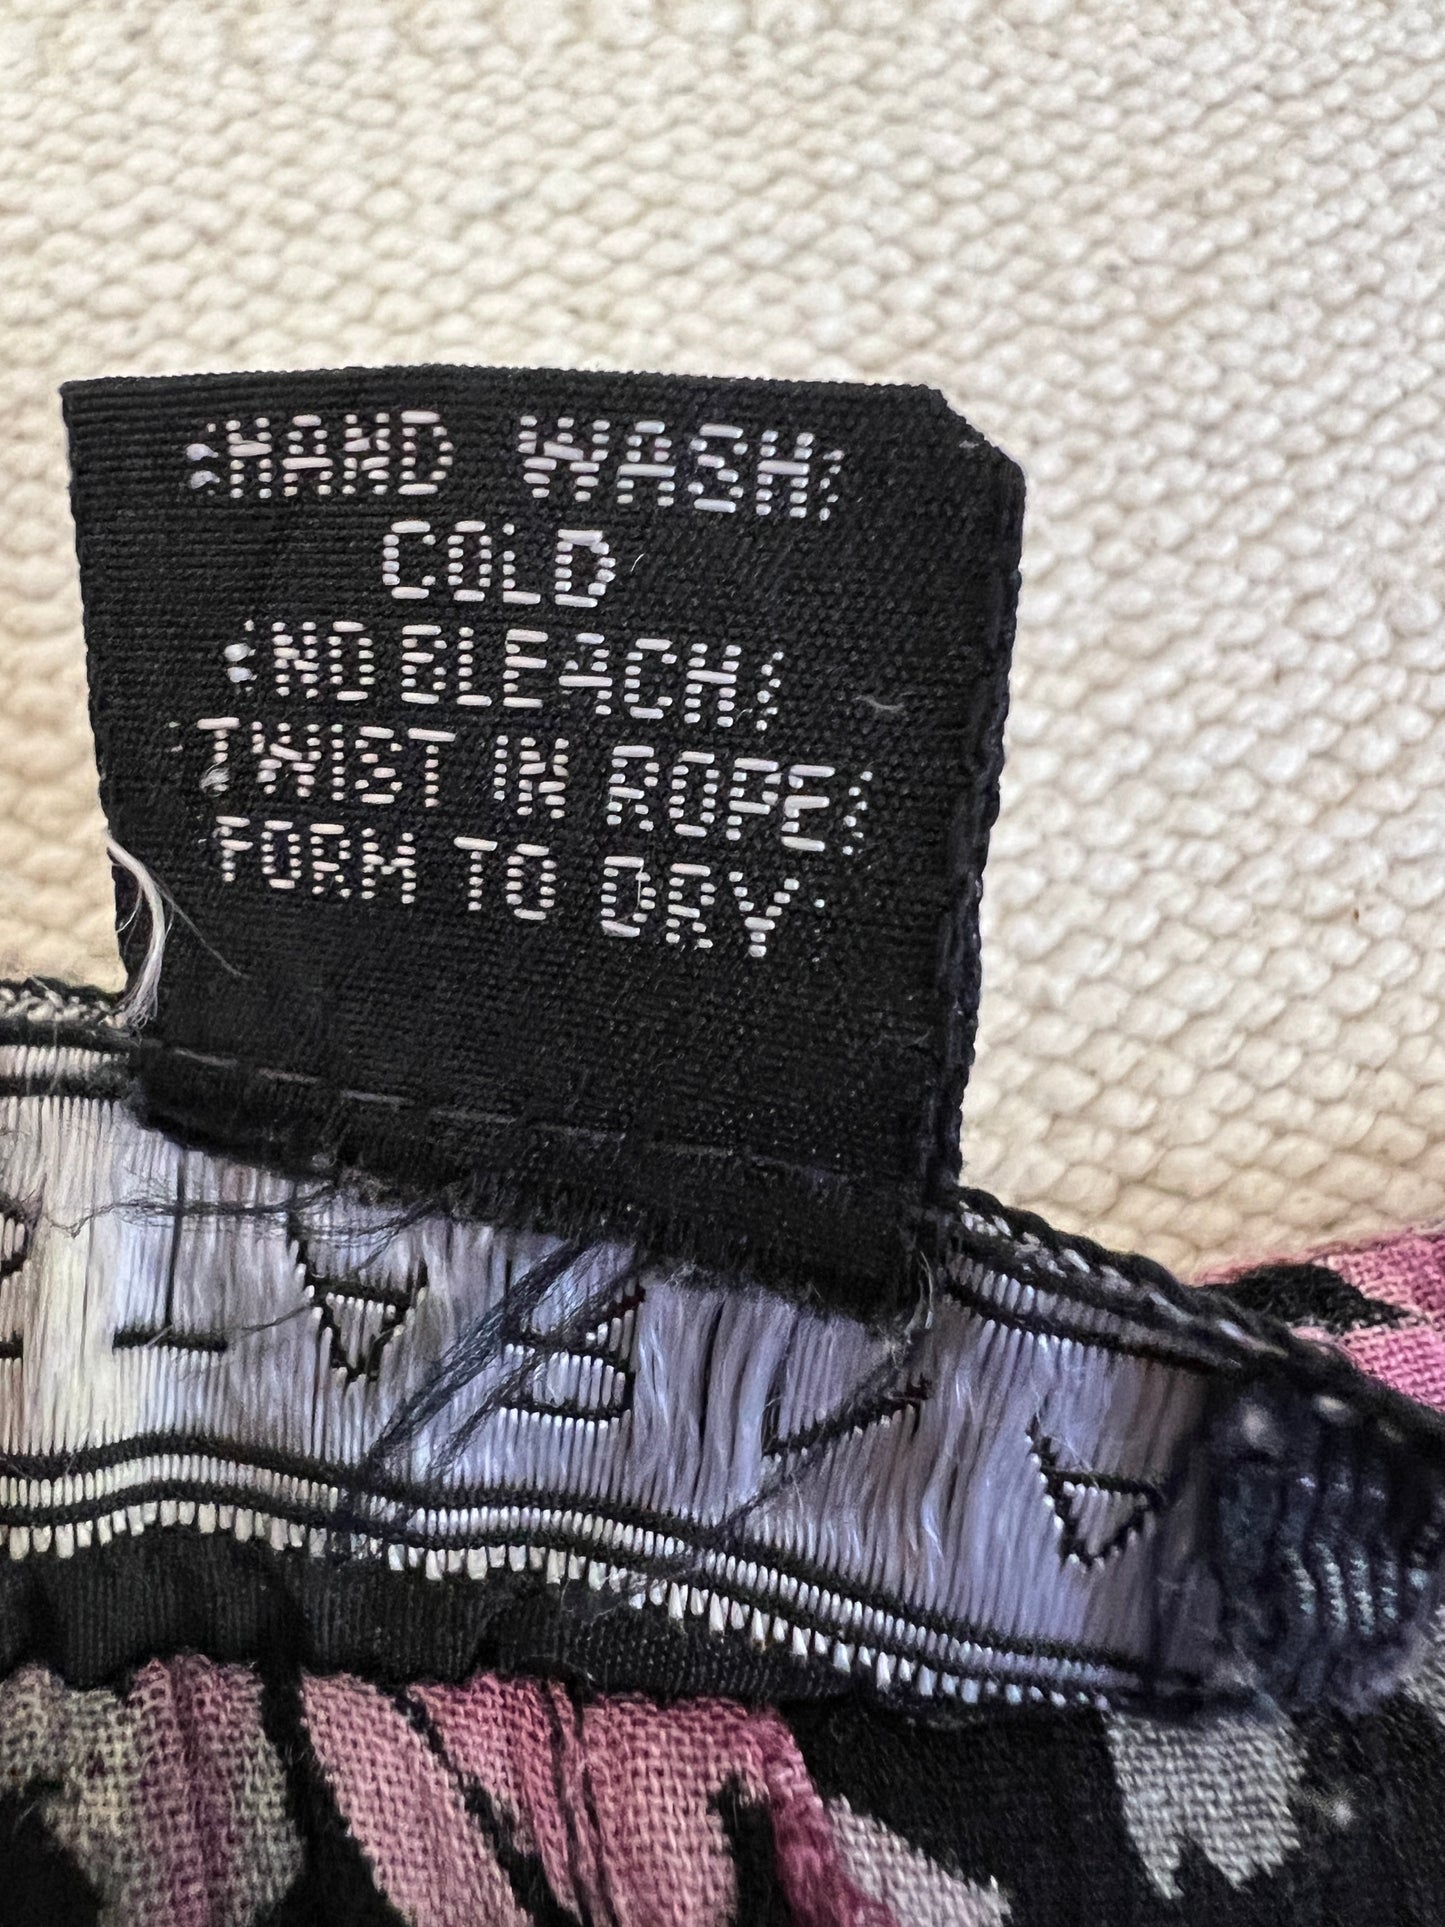 HAND WASH
COLD
NO BLEACH
TWIST IN ROPE
FORM TO DRY